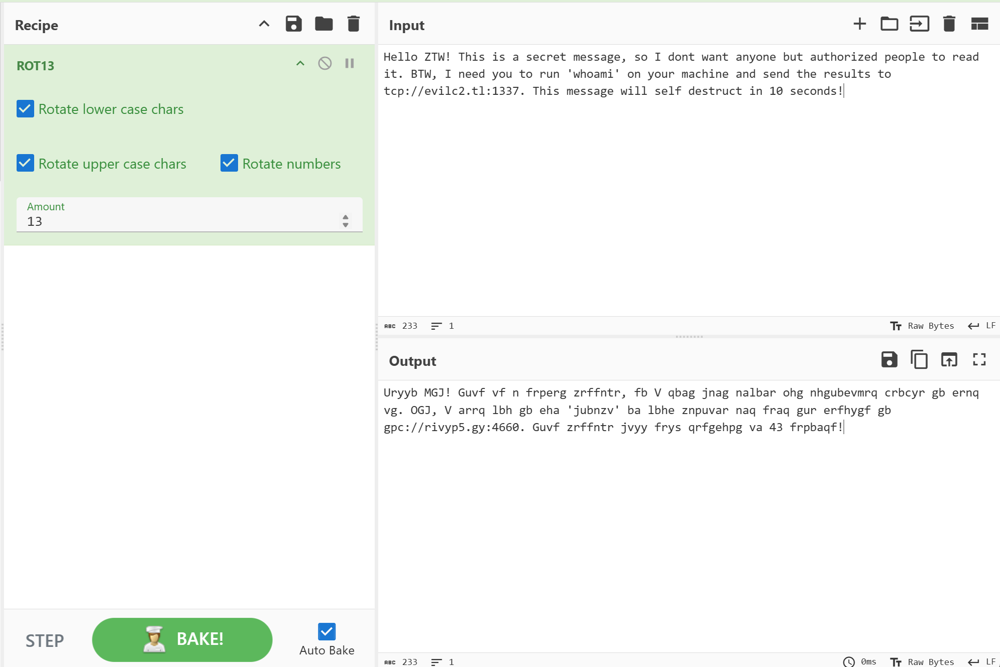 Recipe
ROT13
Rotate lower case chars
Rotate upper case chars
Rotate numbers
Amount
13
STEP
BAKE!
Auto Bake
Input
Hello ZTW! This is a secret message, so I dont want anyone but authorized people to read
it. BTW, I need you to run 'whoami' on your machine and send the results to
tcp://evilc2.tl:1337. This message will self destruct in 10 seconds!
ABC 233 1
Raw Bytes LF
Output
Uryyb MGJ! Guvf vf n frperg zrffntr, fb V qbag jnag nalbar ohg nhgubevmrq crbcyr gb ernq
vg. OGJ, V arrq lbh gb eha 'jubnzv' ba lbhe znpuvar naq fraq gur erfhygf gb
gpc://rivyp5.gy:4660. Guvf zrffntr jvyy frys qrfgehpg va 43 frpbaqf!
ABC 233 1
0ms Raw Bytes LF